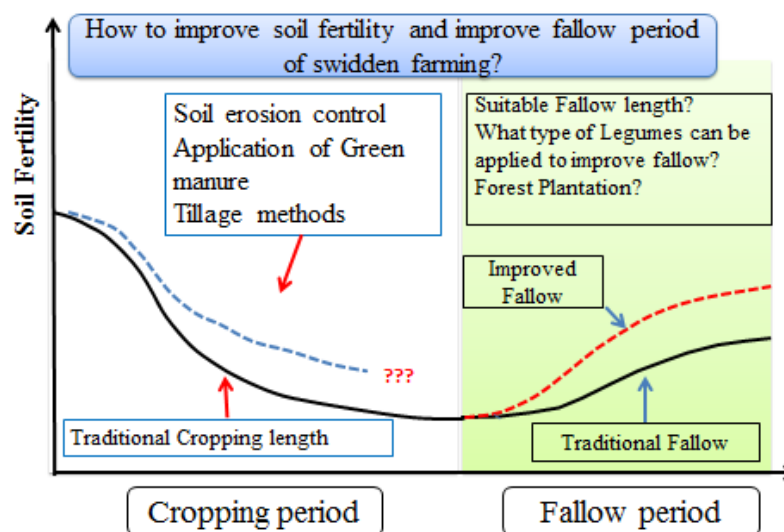 How to improve soil fertility and improve fallow period
of swidden farming?
Soil erosion control
Application of Green
manure
Tillage methods
Suitable Fallow length?
What type of Legumes can be
applied to improve fallow?
Forest Plantation?
Soil Fertility
Improved
Fallow
???
Traditional Cropping length
Traditional Fallow
Cropping period
Fallow period